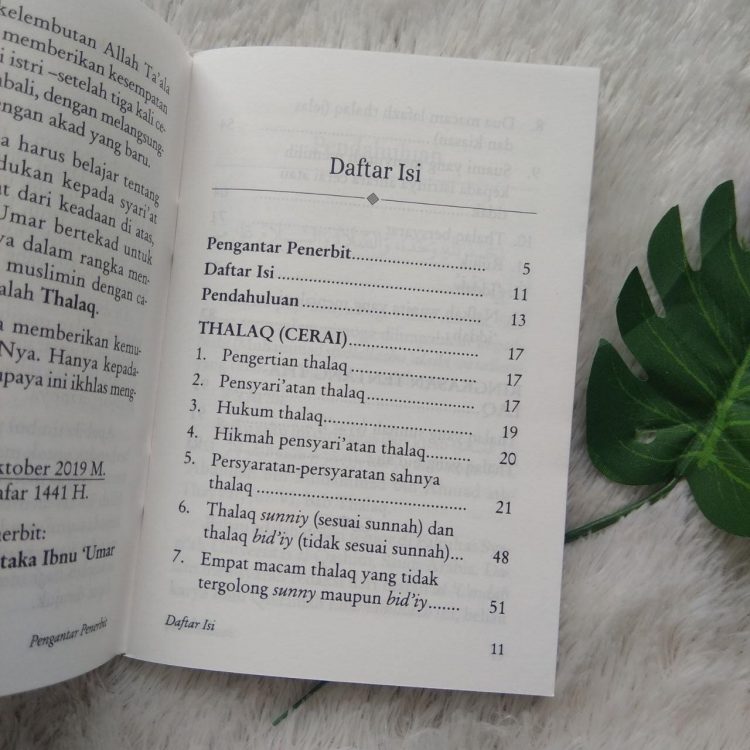 kelembutan Allah Ta'ala
memberikan kesempatan
i istri –setelah tiga kali ce-
mbali, dengan melangsung-
engan akad yang baru.
a harus belajar tentang
dukan kepada syari'at
ut dari keadaan di atas,
Umar bertekad untuk
ya dalam rangka men-
muslimin dengan ca-
alah Thalaq.
a memberikan kemu-
Nya. Hanya kepada-
upaya ini ikhlas meng-
ktober 2019 M.
afar 1441 H.
nerbit:
taka Ibnu 'Umar
Pengantar Penerbit
Daftar Isi
Pengantar Penerbit................................ 5
Daftar Isi ................................................ 11
Pendahuluan .......................................... 13
THALAQ (CERAI)............................... 17
1. Pengertian thalaq ............................. 17
2. Pensyari'atan thalaq ......................... 17
3. Hukum thalaq................................... 19
4. Hikmah pensyari'atan thalaq........... 20
5. Persyaratan-persyaratan sahnya
thalaq ................................................ 21
6. Thalaq sunniy (sesuai sunnah) dan
thalaq bid'iy (tidak sesuai sunnah)... 48
7. Empat macam thalaq yang tidak
tergolong sunny maupun bid'iy....... 51
Daftar Isi
11